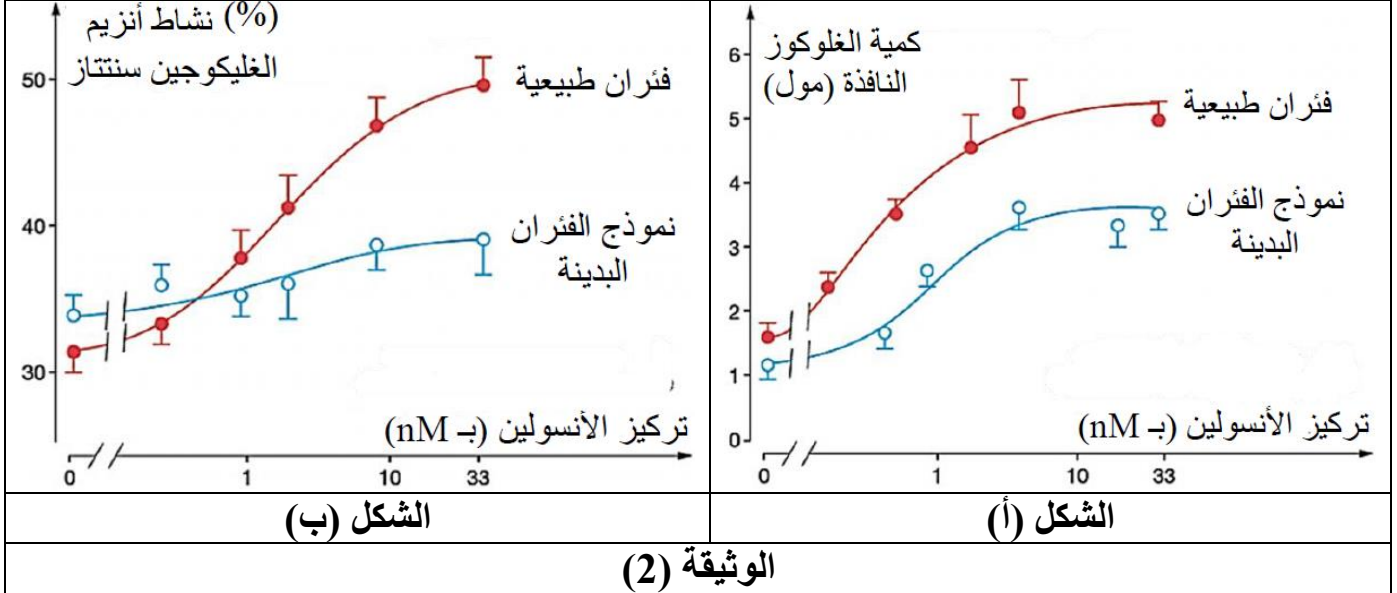 كمية الغلوكوز
النافذة (مول)
6
5
4
3
2
1
0
فئران طبيعية
نموذج الفئران
البدينة
تركيز الأنسولين (بـ nM)
0 1 10 33
الشكل (أ)
(%) نشاط أنزيم
الغليكوجين سنتتاز
50
40
30
فئران طبيعية
نموذج الفئران
البدينة
تركيز الأنسولين (بـ nM)
0 1 10 33
الشكل (ب)
الوثيقة (2)